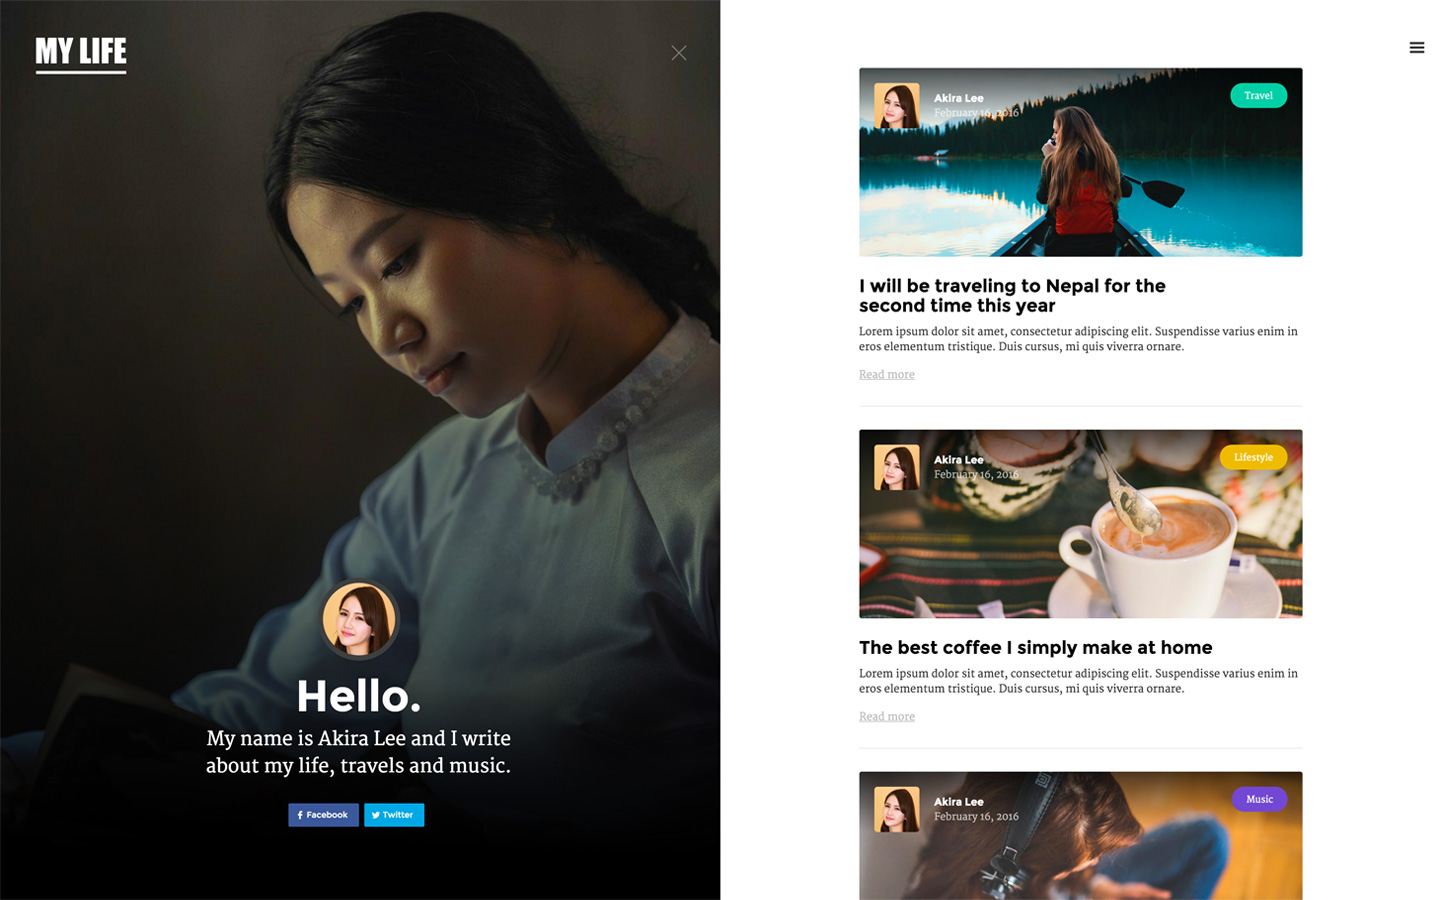 MY LIFE
Hello.
My name is Akira Lee and I write
about my life, travels and music.
Facebook
Twitter
Akira Lee
February 16, 2016
Travel
I will be traveling to Nepal for the
second time this year
Lorem ipsum dolor sit amet, consectetur adipiscing elit. Suspendisse varius enim in
eros elementum tristique. Duis cursus, mi quis viverra ornare.
Read more
Akira Lee
February 16, 2016
Lifestyle
The best coffee I simply make at home
Lorem ipsum dolor sit amet, consectetur adipiscing elit. Suspendisse varius enim in
eros elementum tristique. Duis cursus, mi quis viverra ornare.
Read more
Akira Lee
February 16, 2016
Music